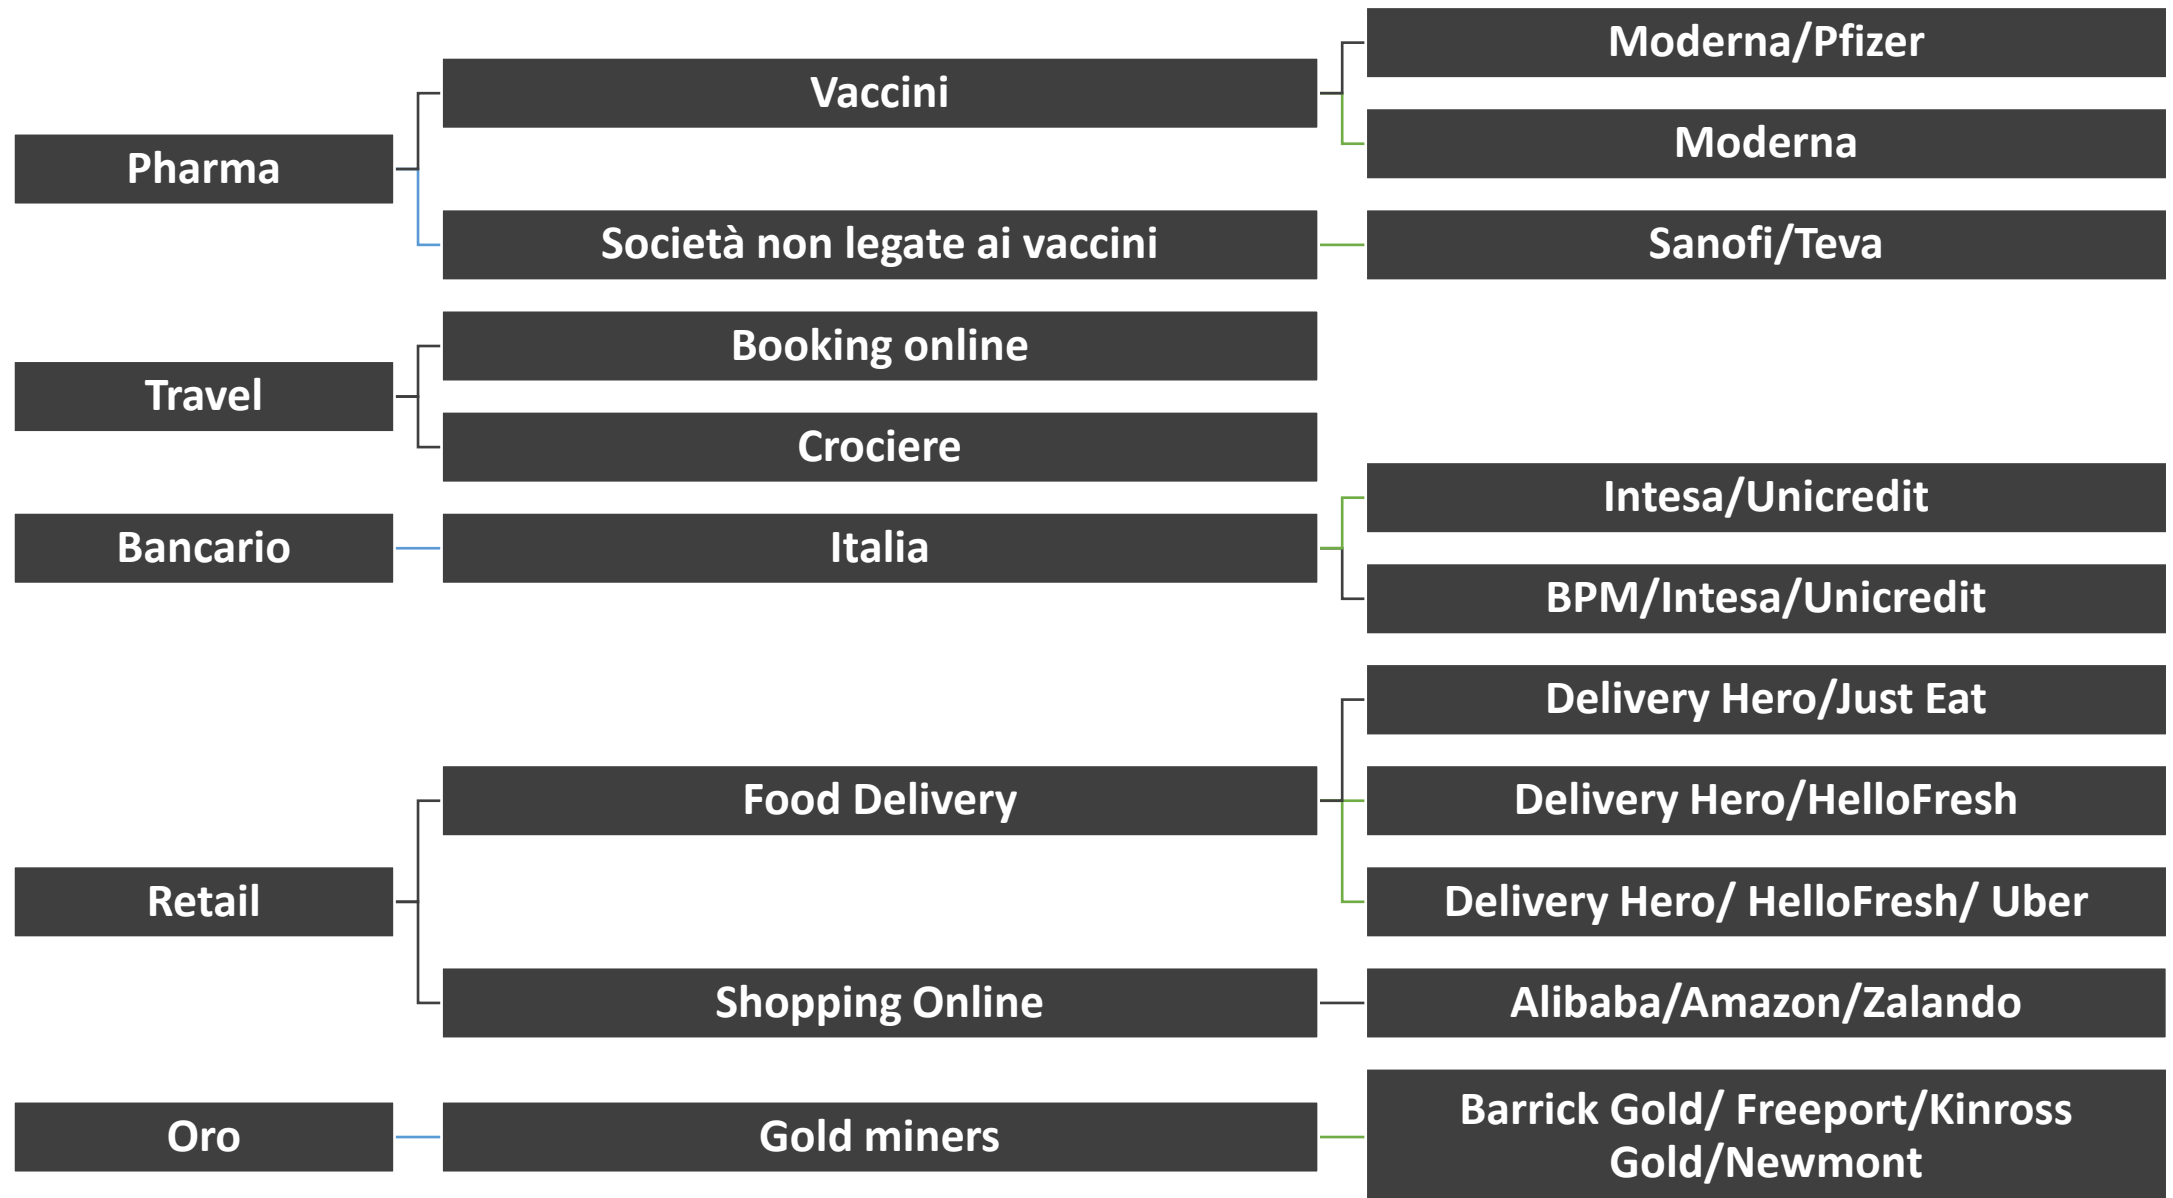 Pharma
Vaccini
Moderna/Pfizer
Moderna
Società non legate ai vaccini
Sanofi/Teva
Travel
Booking online
Crociere
Bancario
Italia
Intesa/Unicredit
BPM/Intesa/Unicredit
Retail
Food Delivery
Delivery Hero/Just Eat
Delivery Hero/HelloFresh
Delivery Hero/ HelloFresh/ Uber
Shopping Online
Alibaba/Amazon/Zalando
Oro
Gold miners
Barrick Gold/ Freeport/Kinross
Gold/Newmont